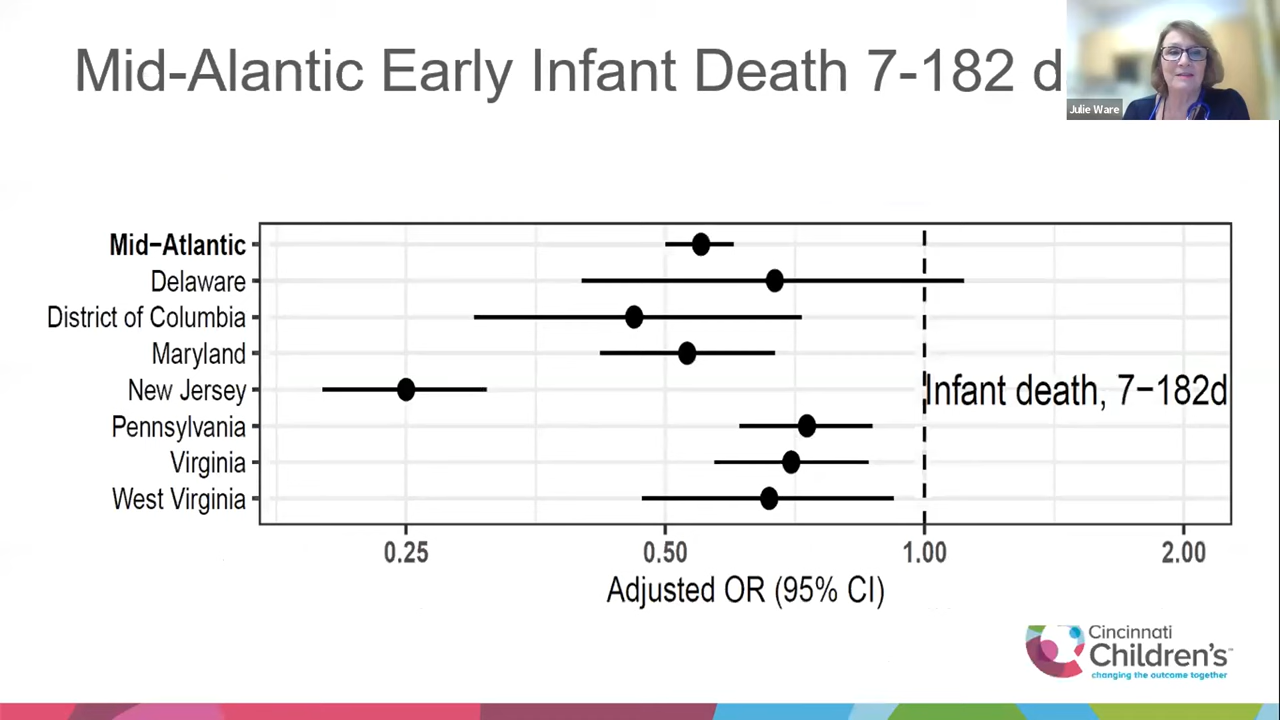 Mid-Alantic Early Infant Death 7-182 d
Julie Ware
Mid−Atlantic
Delaware
District of Columbia
Maryland
New Jersey
Infant death, 7−182d
Pennsylvania
Virginia
West Virginia
0.25 0.50 1.00 2.00
Adjusted OR (95% CI)
Cincinnati
Children's™
changing the outcome together